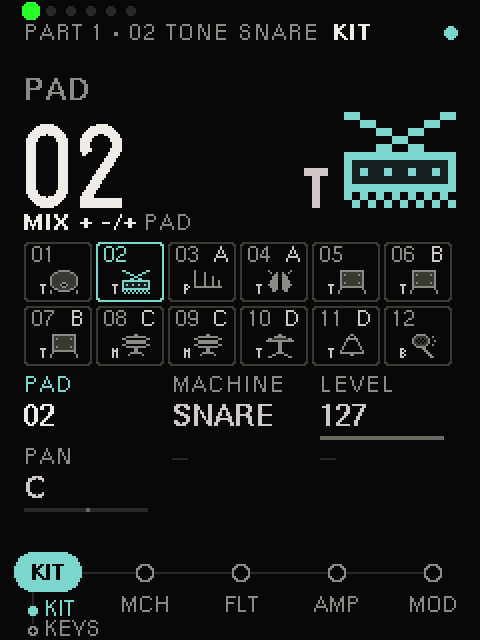 PART 1 · 02 TONE SNARE KIT
PAD
02
T
MIX + -/+ PAD
01 02 03 A 04 A 05 06 B
T T P T T T
07 B 08 C 09 C 10 D 11 D 12
T H H T T B
PAD MACHINE LEVEL
02 SNARE 127
PAN — —
C
KIT
KIT MCH FLT AMP MOD
KEYS